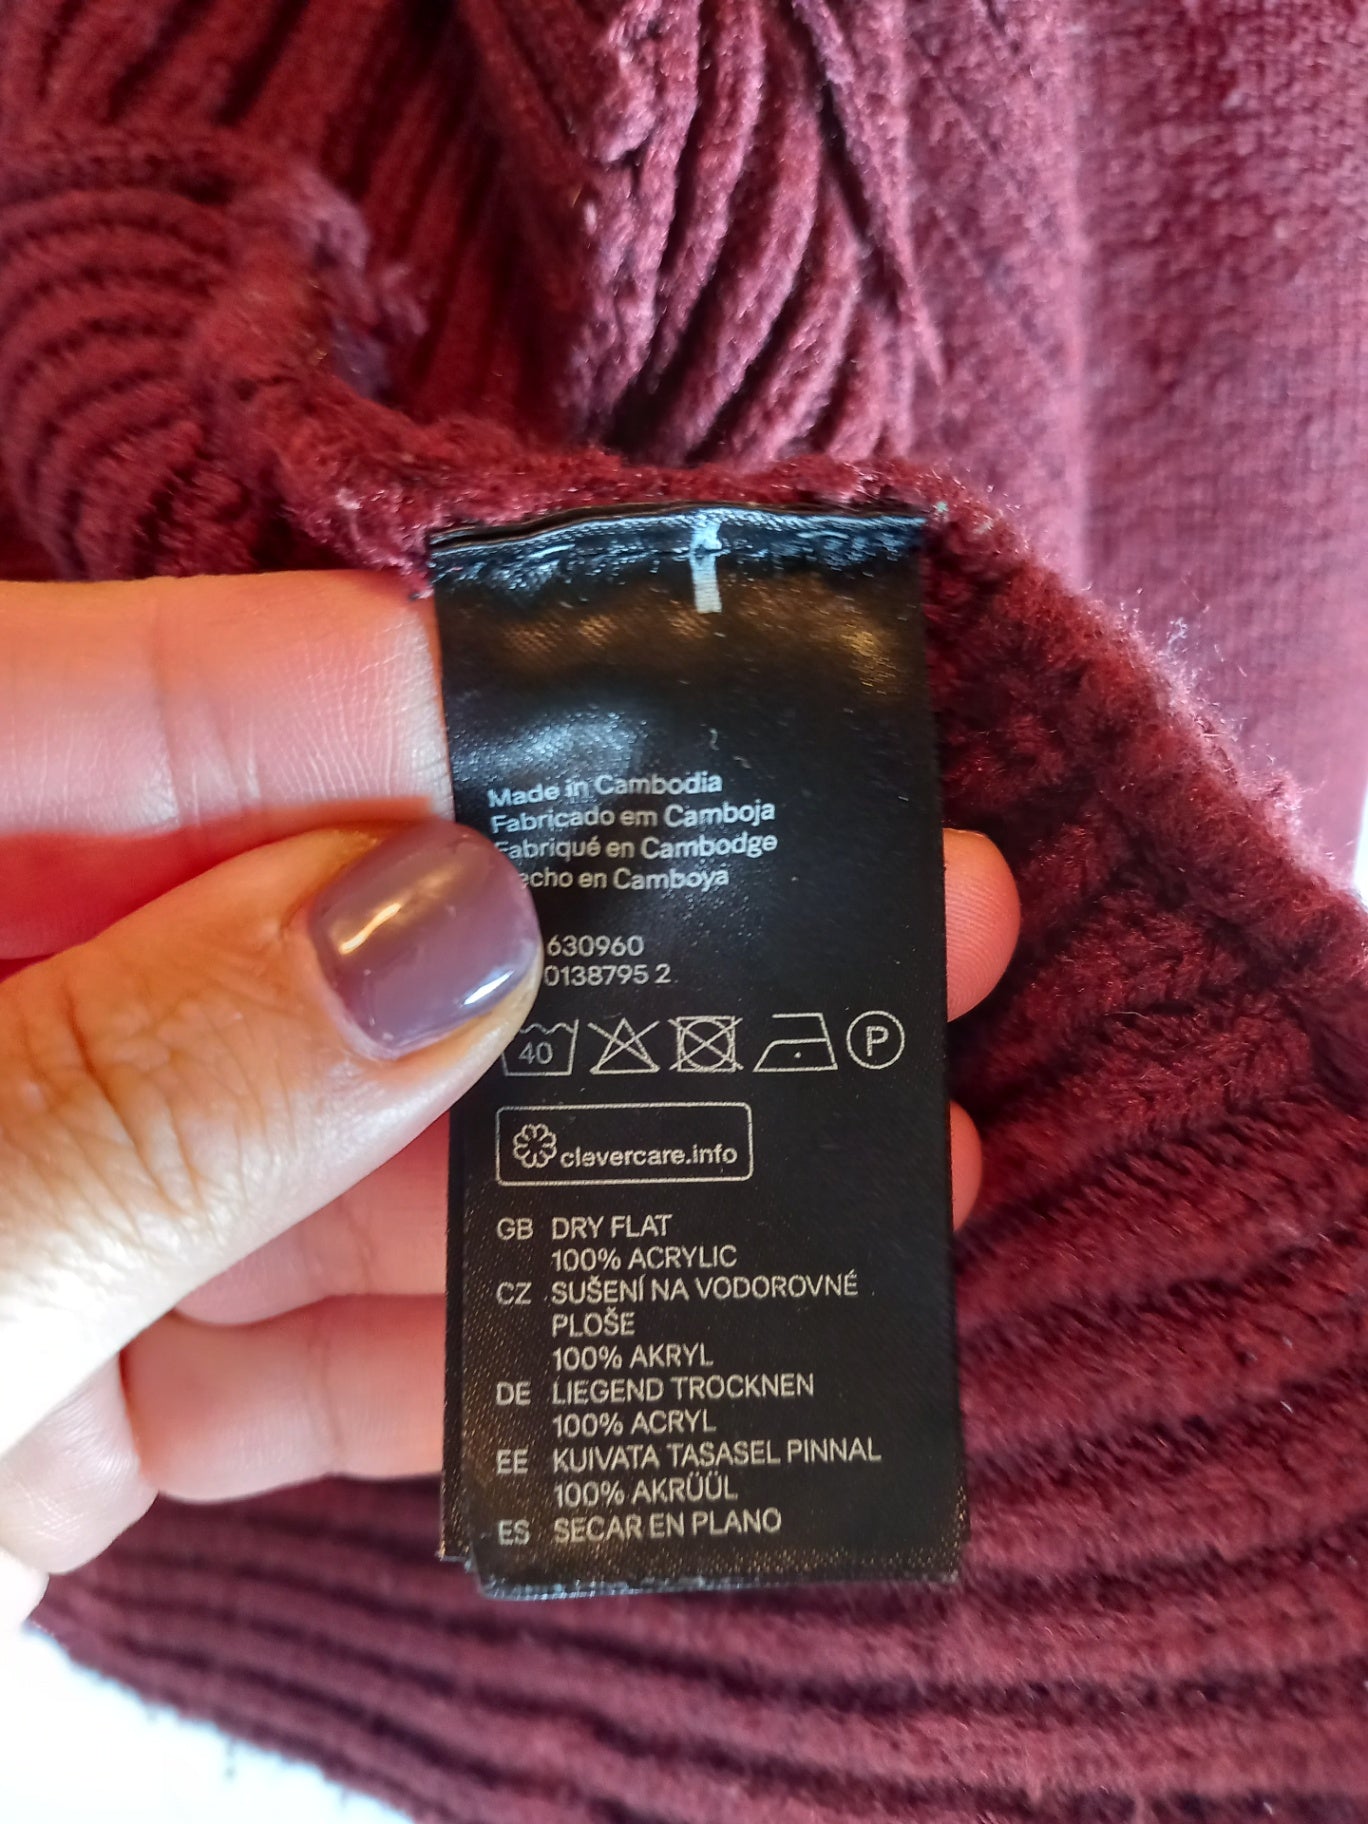 Made in Cambodia
Fabricado em Camboja
Fabriqué en Cambodge
en Camboya
630960
0138795 2
40
P
clevercare.info
GB DRY FLAT
100% ACRYLIC
CZ SUŠENÍ NA VODOROVNÉ
PLOŠE
100% AKRYL
DE LIEGEND TROCKNEN
100% ACRYL
EE KUIVATA TASASEL PINNAL
100% AKRÜÜL
ES SECAR EN PLANO